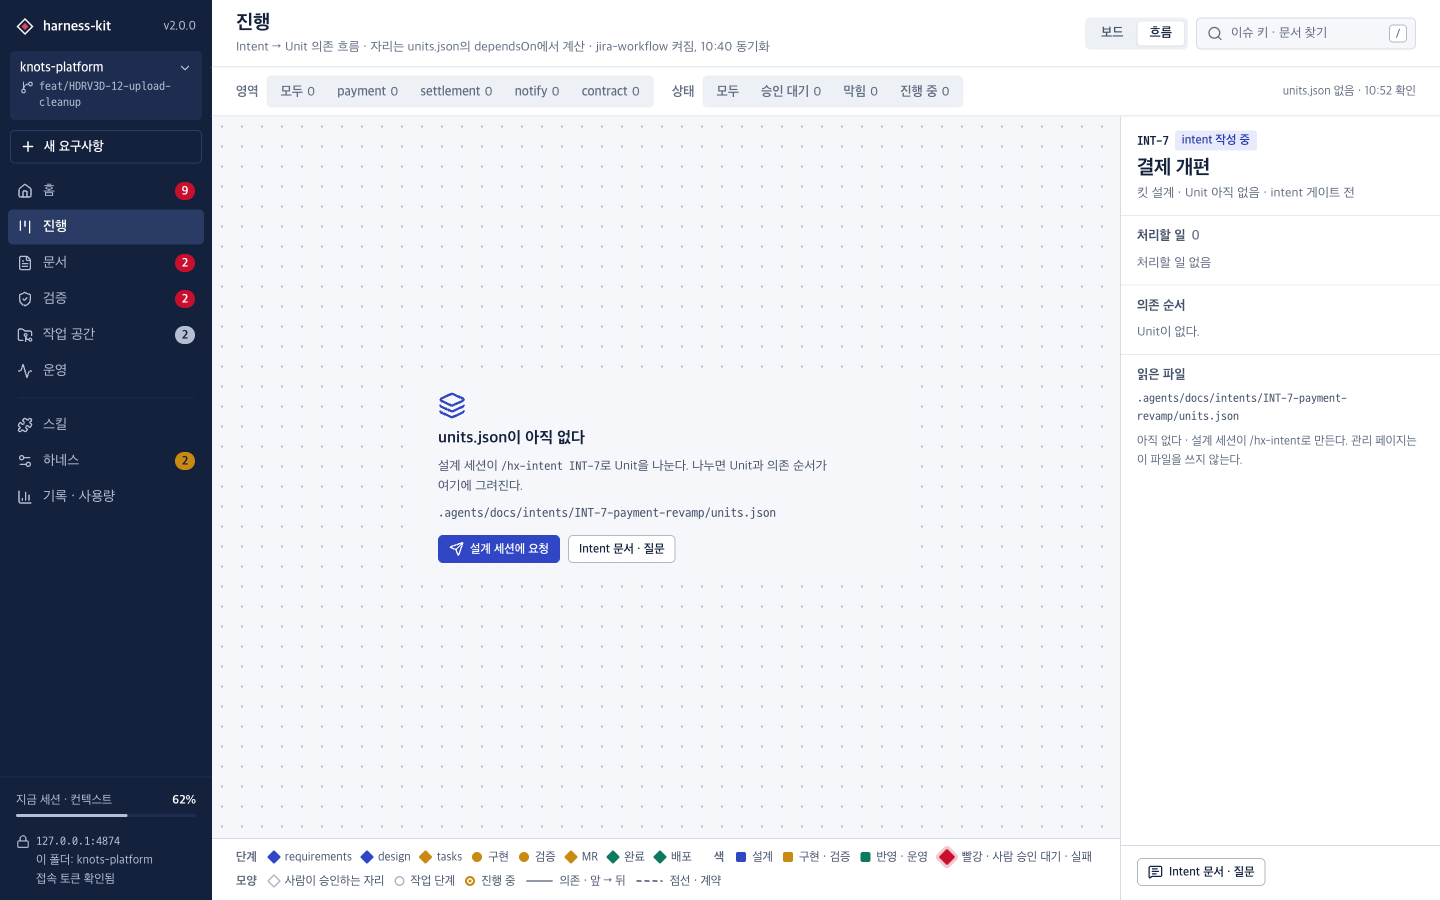 harness-kit v2.0.0
knots-platform
feat/HDRV3D-12-upload-
cleanup
새 요구사항
홈 9
진행
문서 2
검증 2
작업 공간 2
운영
스킬
하네스 2
기록 · 사용량
지금 세션 · 컨텍스트 62%
127.0.0.1:4874
이 폴더: knots-platform
접속 토큰 확인됨
진행
Intent → Unit 의존 흐름 · 자리는 units.json의 dependsOn에서 계산 · jira-workflow 켜짐, 10:40 동기화
보드 흐름
이슈 키 · 문서 찾기 /
영역 모두 0 payment 0 settlement 0 notify 0 contract 0 상태 모두 승인 대기 0 막힘 0 진행 중 0
units.json 없음 · 10:52 확인
units.json이 아직 없다
설계 세션이 /hx-intent INT-7로 Unit을 나눈다. 나누면 Unit과 의존 순서가
여기에 그려진다.
.agents/docs/intents/INT-7-payment-revamp/units.json
설계 세션에 요청 Intent 문서 · 질문
단계 requirements design tasks 구현 검증 MR 완료 배포 색 설계 구현 · 검증 반영 · 운영 빨강 · 사람 승인 대기 · 실패
모양 사람이 승인하는 자리 작업 단계 진행 중 의존 · 앞 → 뒤 점선 · 계약
INT-7 intent 작성 중
결제 개편
킷 설계 · Unit 아직 없음 · intent 게이트 전
처리할 일 0
처리할 일 없음
의존 순서
Unit이 없다.
읽은 파일
.agents/docs/intents/INT-7-payment-
revamp/units.json
아직 없다 · 설계 세션이 /hx-intent로 만든다. 관리 페이지는
이 파일을 쓰지 않는다.
Intent 문서 · 질문